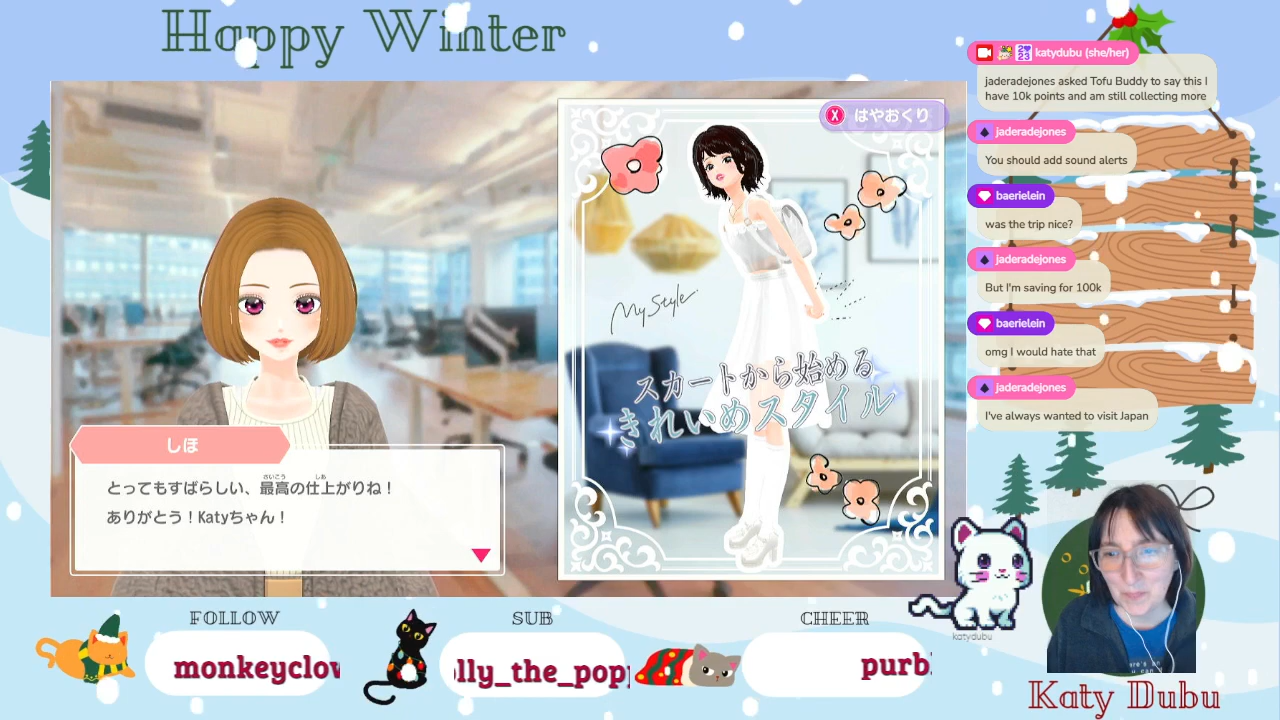 Happy Winter
はやおくり
My Style
スカートから始める
きれいめスタイル
しほ
とってもすばらしい、最高の仕上がりね！
ありがとう！Katyちゃん！
katydubu (she/her)
jaderadejones asked Tofu Buddy to say this I
have 10k points and am still collecting more
jaderadejones
You should add sound alerts
baerielein
was the trip nice?
jaderadejones
But I'm saving for 100k
baerielein
omg I would hate that
jaderadejones
I've always wanted to visit Japan
katydubu
FOLLOW
SUB
CHEER
monkeyclov
lly_the_popp
purb
Katy Dubu